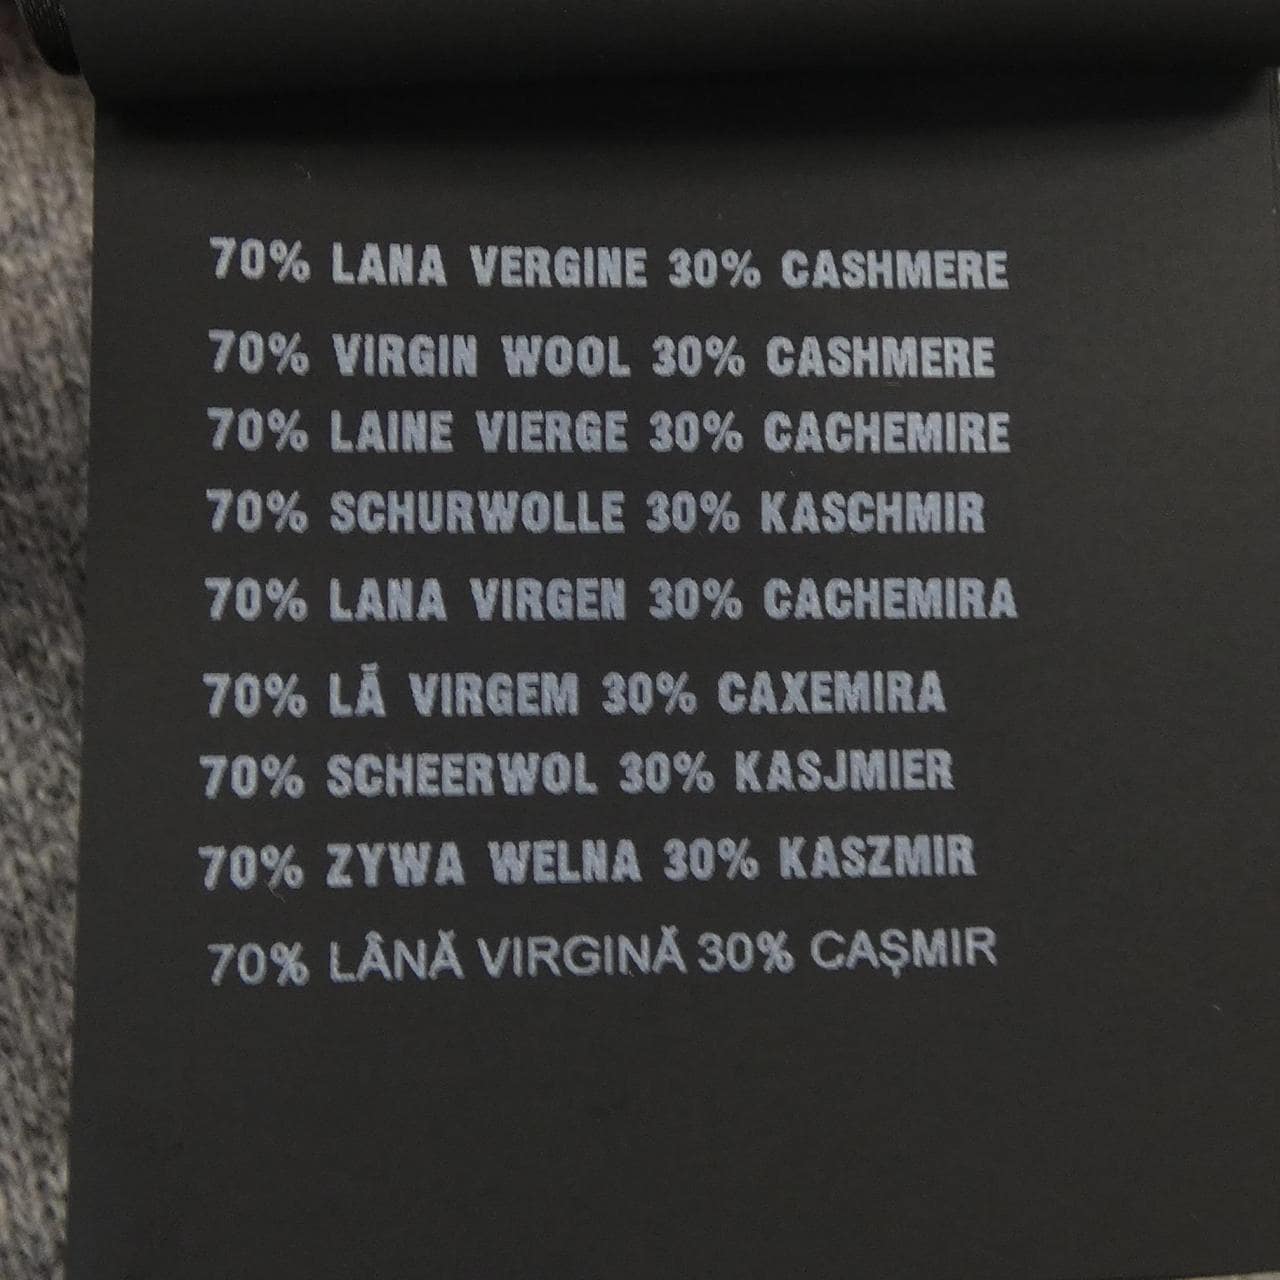 70% LANA VERGINE 30% CASHMERE
70% VIRGIN WOOL 30% CASHMERE
70% LAINE VIERGE 30% CACHEMIRE
70% SCHURWOLLE 30% KASCHMIR
70% LANA VIRGEN 30% CACHEMIRA
70% LÃ VIRGEM 30% CAXEMIRA
70% SCHEERWOL 30% KASJMIER
70% ZYWA WELNA 30% KASZMIR
70% LÂNĂ VIRGINĂ 30% CAȘMIR